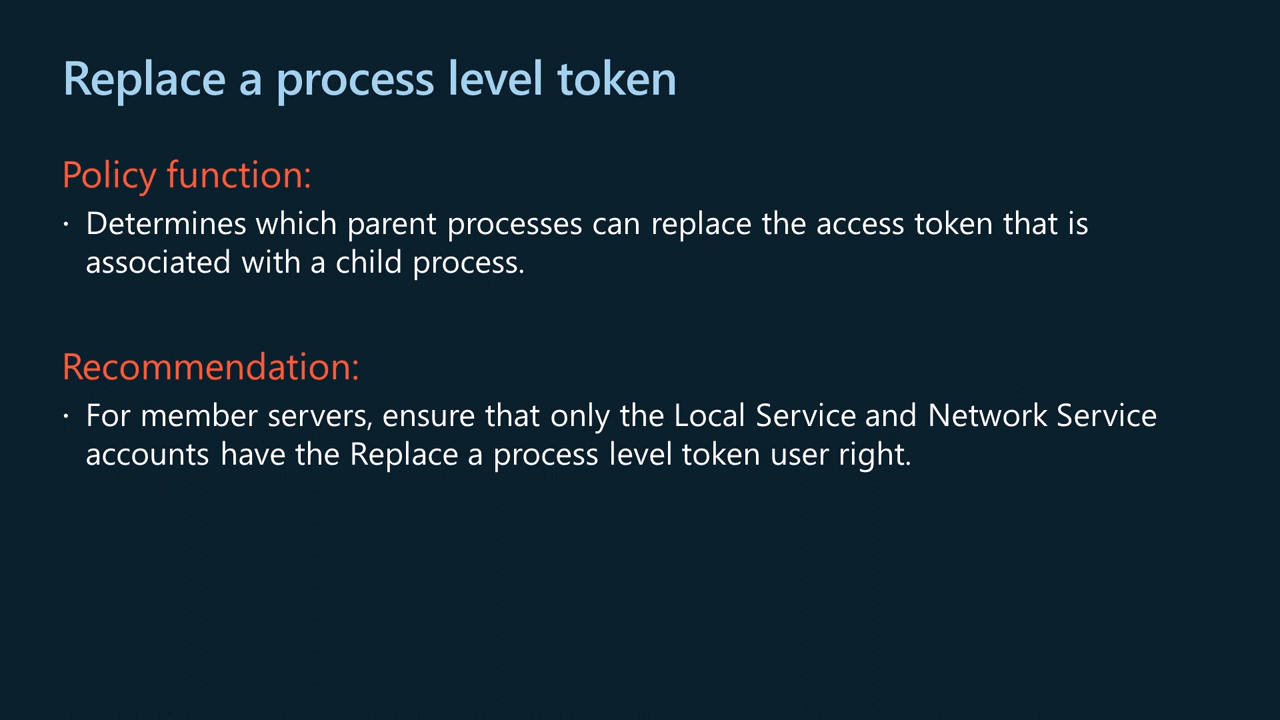 Replace a process level token
Policy function:
· Determines which parent processes can replace the access token that is
associated with a child process.
Recommendation:
· For member servers, ensure that only the Local Service and Network Service
accounts have the Replace a process level token user right.